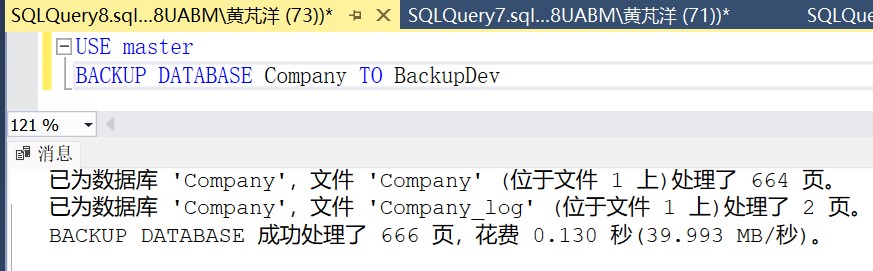 SQLQuery8.sql...8UABM\黄芃洋 (73))*
SQLQuery7.sql...8UABM\黄芃洋 (71))*
SQLQue
USE master
BACKUP DATABASE Company TO BackupDev
121 %
消息
已为数据库 'Company', 文件 'Company' (位于文件 1 上)处理了 664 页。
已为数据库 'Company', 文件 'Company_log' (位于文件 1 上)处理了 2 页。
BACKUP DATABASE 成功处理了 666 页, 花费 0.130 秒(39.993 MB/秒)。